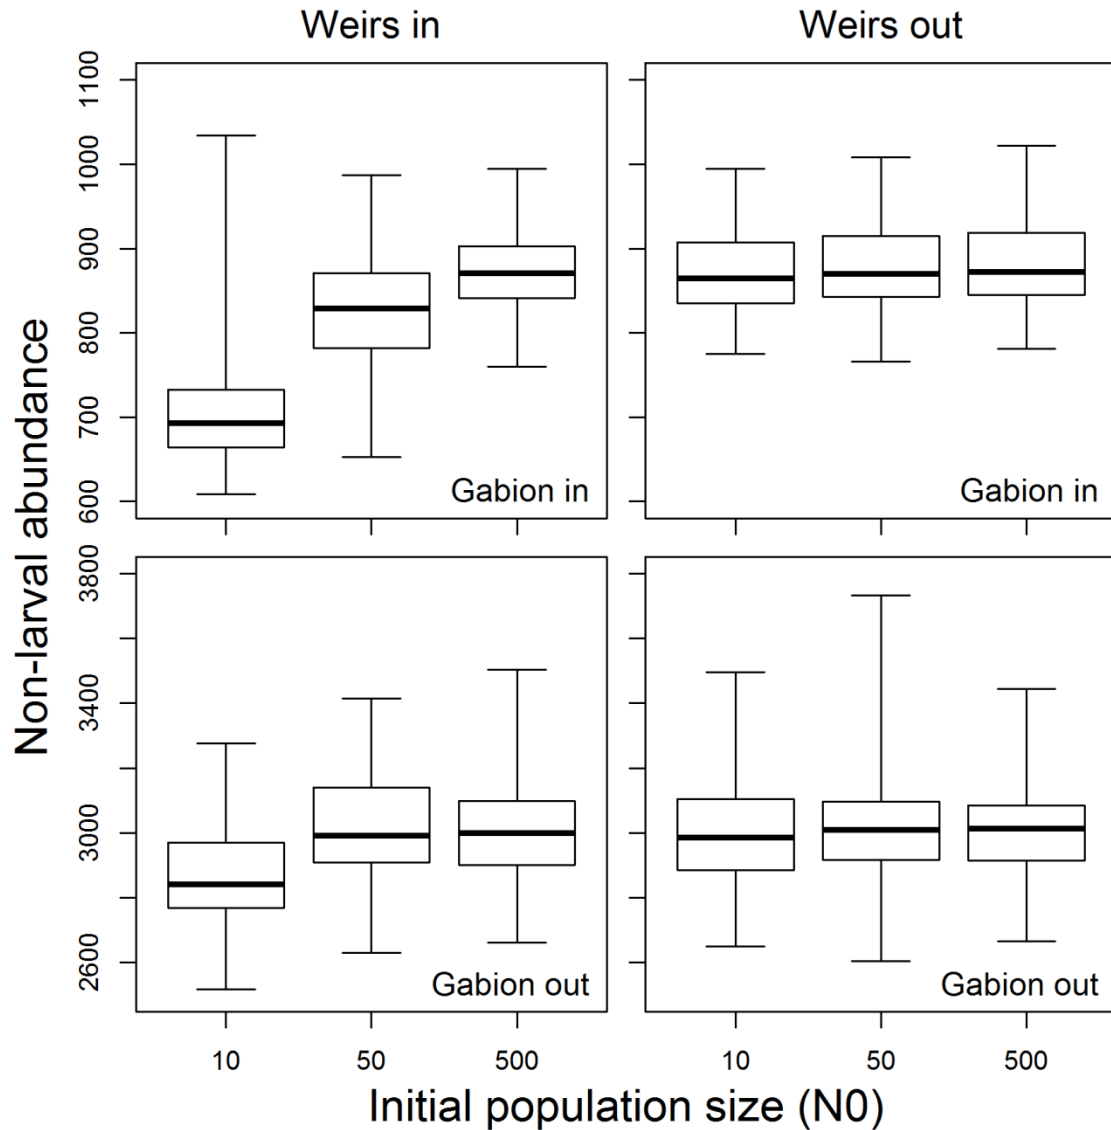 Weirs in
Weirs out
Non-larval abundance
1100
1000
900
800
700
600
Gabion in
Gabion in
3800
3400
3000
2600
Gabion out
Gabion out
10 50 500
10 50 500
Initial population size (N0)